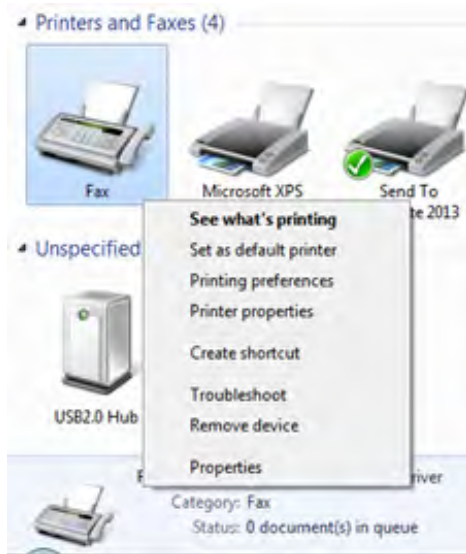 Printers and Faxes (4)
Fax
Microsoft XPS
Send To
te 2013
See what's printing
Set as default printer
Printing preferences
Printer properties
Create shortcut
Troubleshoot
Remove device
Properties
Unspecified
USB2.0 Hub
F
river
Category: Fax
Status: 0 document(s) in queue